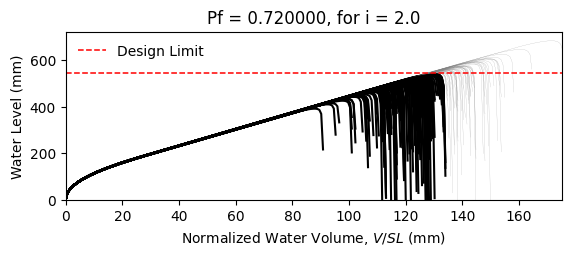 Pf = 0.720000, for i = 2.0
Design Limit
Water Level (mm)
600
400
200
0
0 20 40 60 80 100 120 140 160
Normalized Water Volume, V/SL (mm)